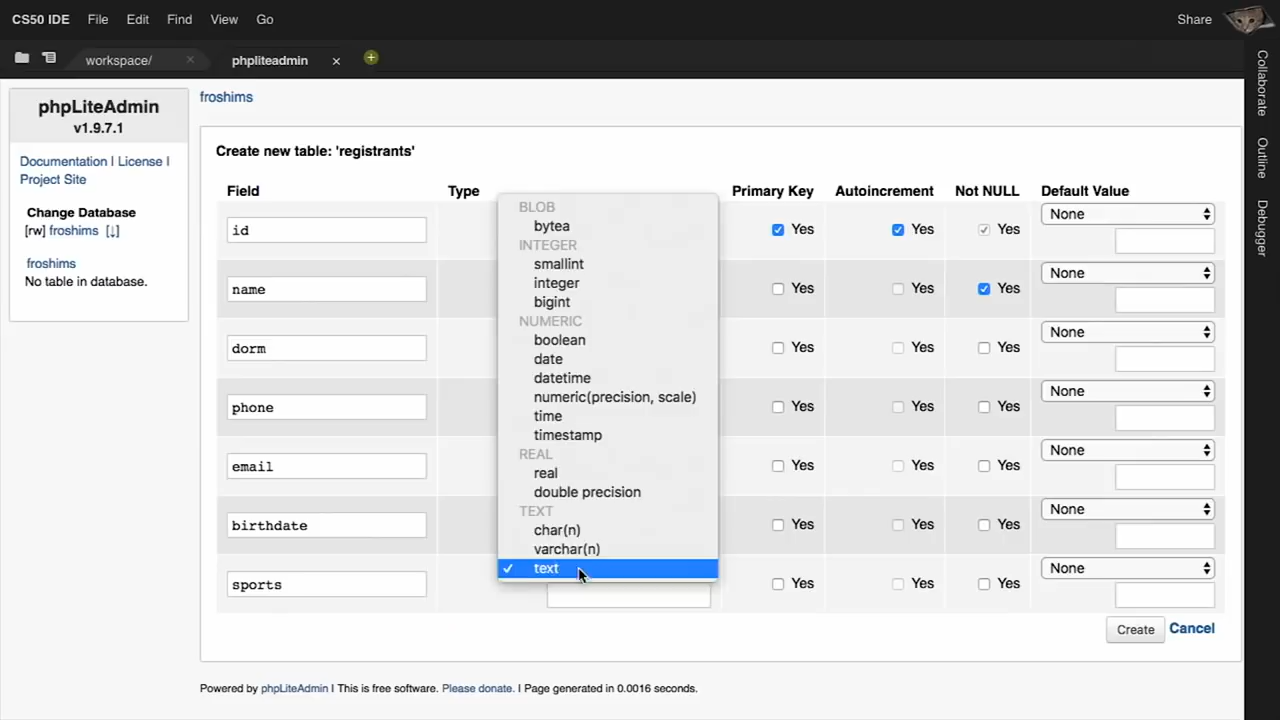 CS50 IDE File Edit Find View Go Share
workspace/ × phpliteadmin ×
Collaborate
Outline
Debugger
phpLiteAdmin
v1.9.7.1
Documentation | License |
Project Site
Change Database
[rw] froshims [↓]
froshims
No table in database.
froshims
Create new table: 'registrants'
Field Type Primary Key Autoincrement Not NULL Default Value
id Yes Yes Yes None
name Yes Yes Yes None
dorm Yes Yes Yes None
phone Yes Yes Yes None
email Yes Yes Yes None
birthdate Yes Yes Yes None
sports Yes Yes Yes None
BLOB
bytea
INTEGER
smallint
integer
bigint
NUMERIC
boolean
date
datetime
numeric(precision, scale)
time
timestamp
REAL
real
double precision
TEXT
char(n)
varchar(n)
✓ text
Create Cancel
Powered by phpLiteAdmin | This is free software. Please donate. | Page generated in 0.0016 seconds.